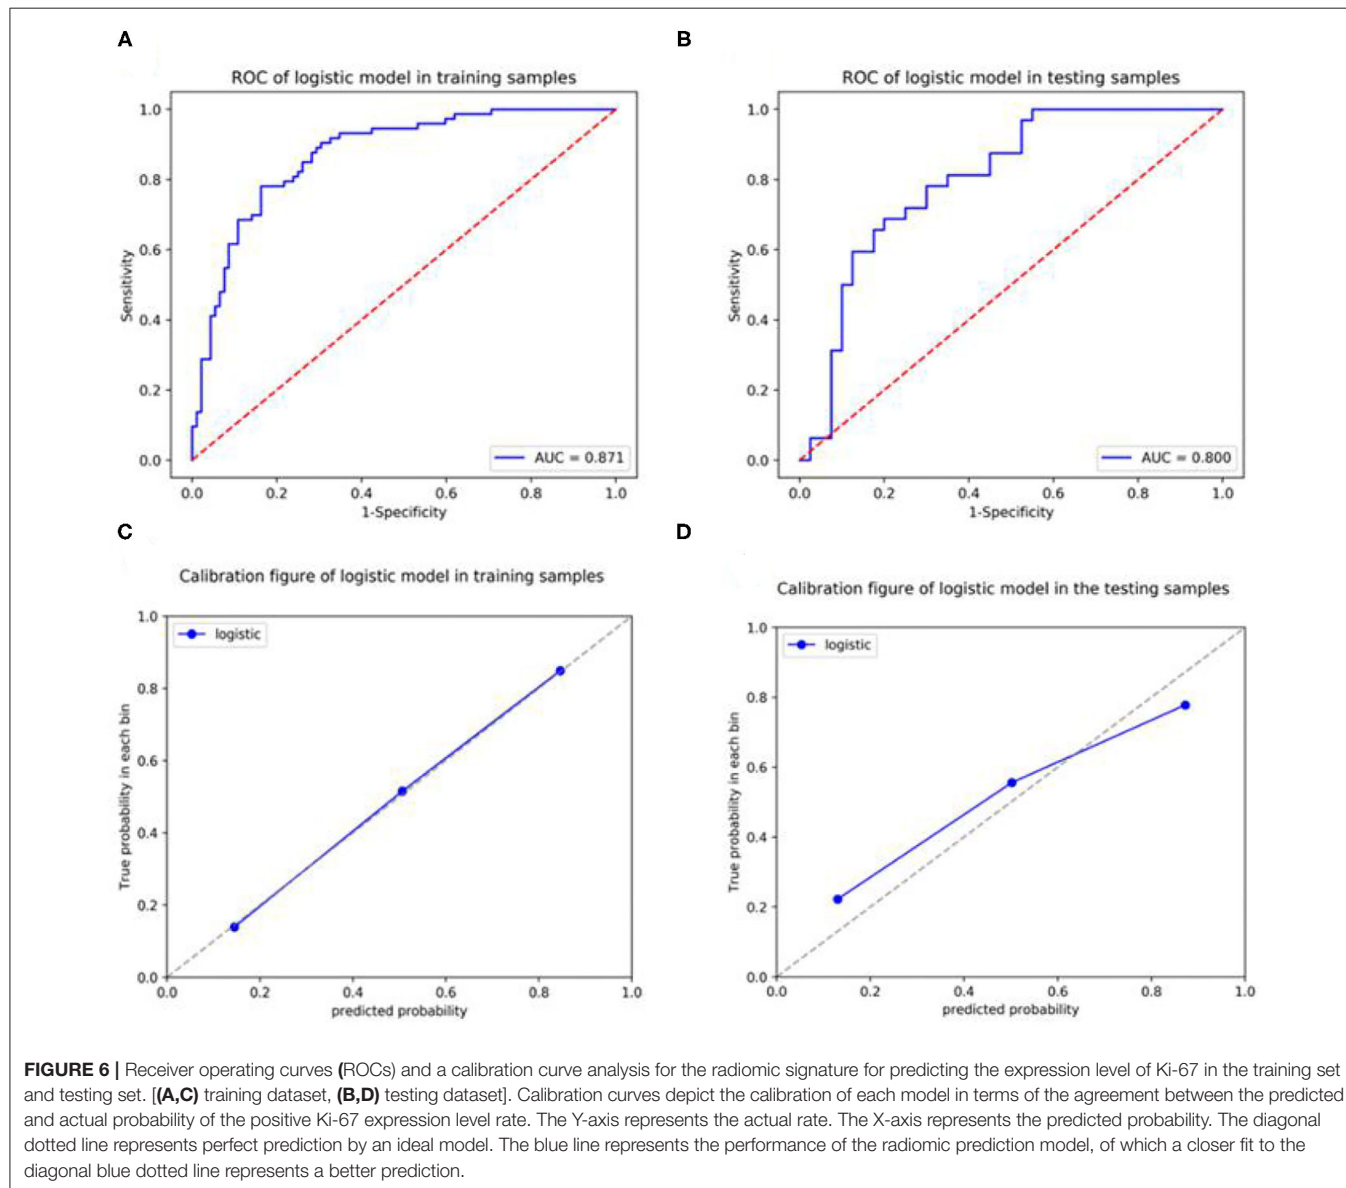 A
B
ROC of logistic model in training samples
ROC of logistic model in testing samples
1.0
0.8
0.6
0.4
0.2
0.0
Sensitivity
AUC = 0.871
0.0 0.2 0.4 0.6 0.8 1.0
1-Specificity
1.0
0.8
0.6
0.4
0.2
0.0
Sensitivity
AUC = 0.800
0.0 0.2 0.4 0.6 0.8 1.0
1-Specificity
C
D
Calibration figure of logistic model in training samples
Calibration figure of logistic model in the testing samples
logistic
1.0
0.8
0.6
0.4
0.2
0.0
True probability in each bin
0.0 0.2 0.4 0.6 0.8 1.0
predicted probability
logistic
1.0
0.8
0.6
0.4
0.2
0.0
True probability in each bin
0.0 0.2 0.4 0.6 0.8 1.0
predicted probability
FIGURE 6 | Receiver operating curves (ROCs) and a calibration curve analysis for the radiomic signature for predicting the expression level of Ki-67 in the training set
and testing set. [(A,C) training dataset, (B,D) testing dataset]. Calibration curves depict the calibration of each model in terms of the agreement between the predicted
and actual probability of the positive Ki-67 expression level rate. The Y-axis represents the actual rate. The X-axis represents the predicted probability. The diagonal
dotted line represents perfect prediction by an ideal model. The blue line represents the performance of the radiomic prediction model, of which a closer fit to the
diagonal blue dotted line represents a better prediction.